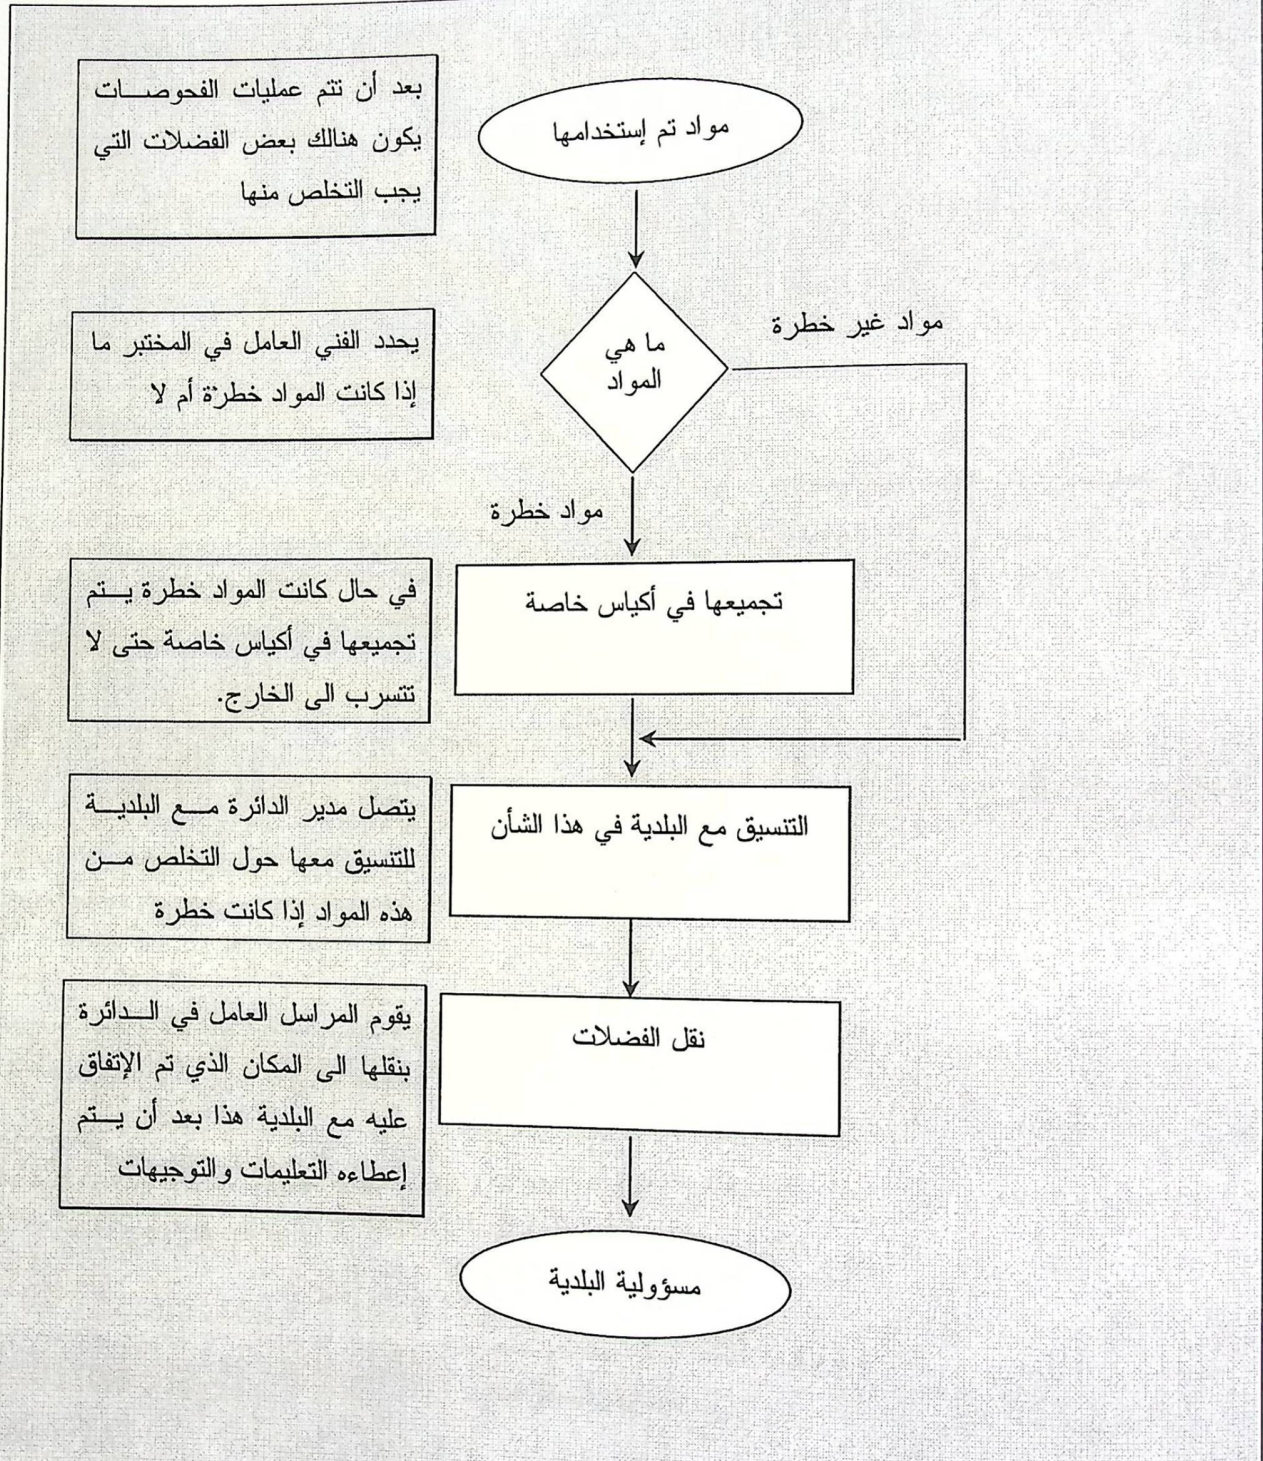 مواد تم إستخدامها
بعد أن تتم عمليات الفحوصات
يكون هنالك بعض الفضلات التي
يجب التخلص منها
مواد غير خطرة
ما هي
المواد
يحدد الفني العامل في المختبر ما
إذا كانت المواد خطرة أم لا
مواد خطرة
تجميعها في أكياس خاصة
في حال كانت المواد خطرة يتم
تجميعها في أكياس خاصة حتى لا
تتسرب الى الخارج.
التنسيق مع البلدية في هذا الشأن
يتصل مدير الدائرة مع البلدية
للتنسيق معها حول التخلص من
هذه المواد إذا كانت خطرة
نقل الفضلات
يقوم المراسل العامل في الدائرة
بنقلها الى المكان الذي تم الإتفاق
عليه مع البلدية هذا بعد أن يتم
إعطاءه التعليمات والتوجيهات
مسؤولية البلدية